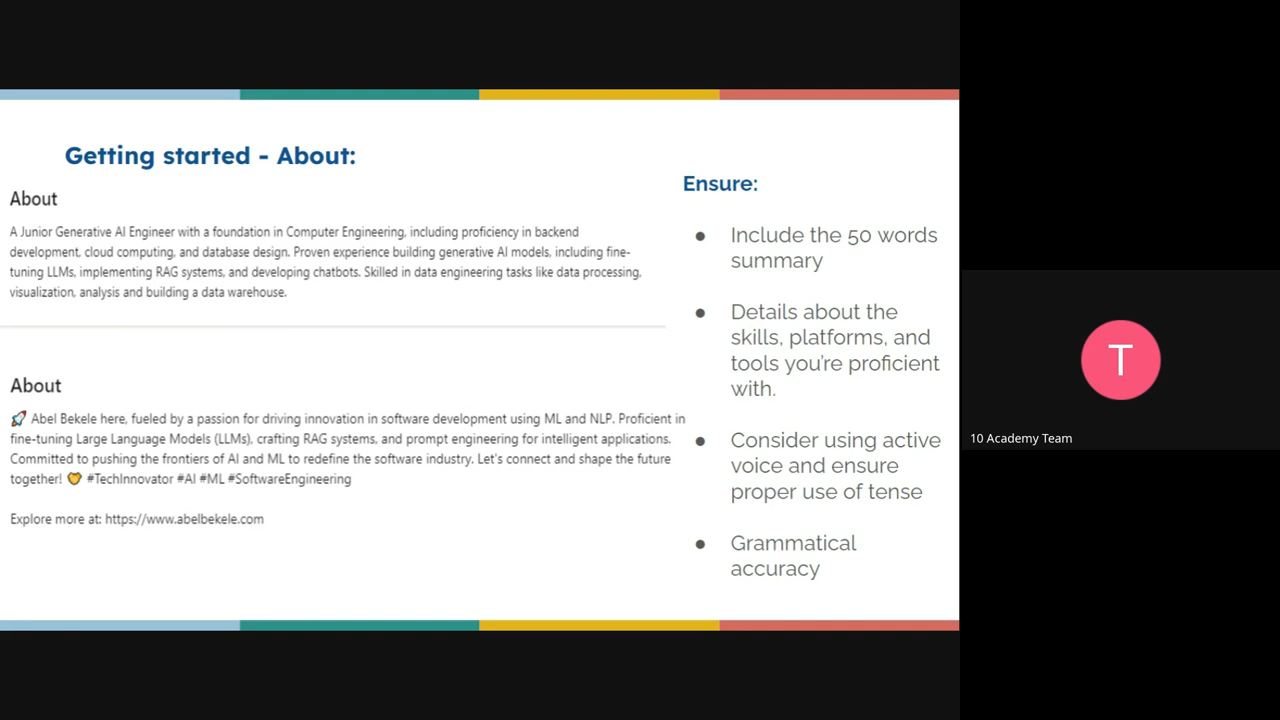 Getting started - About:
About
A Junior Generative AI Engineer with a foundation in Computer Engineering, including proficiency in backend
development, cloud computing, and database design. Proven experience building generative AI models, including fine-
tuning LLMs, implementing RAG systems, and developing chatbots. Skilled in data engineering tasks like data processing,
visualization, analysis and building a data warehouse.
About
🚀 Abel Bekele here, fueled by a passion for driving innovation in software development using ML and NLP. Proficient in
fine-tuning Large Language Models (LLMs), crafting RAG systems, and prompt engineering for intelligent applications.
Committed to pushing the frontiers of AI and ML to redefine the software industry. Let's connect and shape the future
together! #TechInnovator #AI #ML #SoftwareEngineering
Explore more at: https://www.abelbekele.com
Ensure:
● Include the 50 words
summary
● Details about the
skills, platforms, and
tools you're proficient
with.
● Consider using active
voice and ensure
proper use of tense
● Grammatical
accuracy
T
10 Academy Team